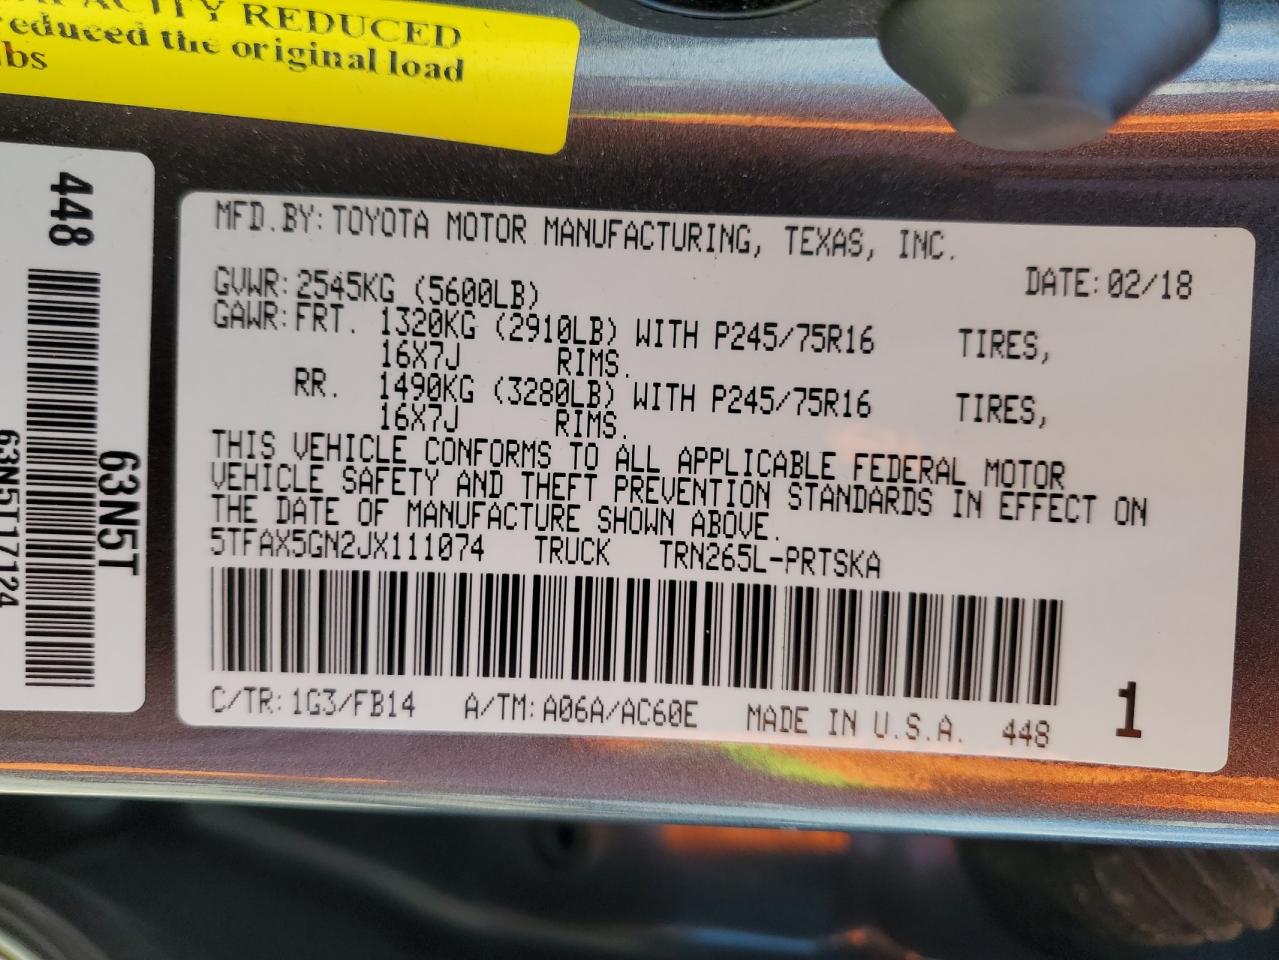 CAPACITY REDUCED
reduced the original load
lbs
448
63N5T
63N5T17124
MFD.BY: TOYOTA MOTOR MANUFACTURING, TEXAS, INC.
GVWR: 2545KG (5600LB) DATE: 02/18
GAWR: FRT. 1320KG (2910LB) WITH P245/75R16 TIRES,
16X7J RIMS.
RR. 1490KG (3280LB) WITH P245/75R16 TIRES,
16X7J RIMS.
THIS VEHICLE CONFORMS TO ALL APPLICABLE FEDERAL MOTOR
VEHICLE SAFETY AND THEFT PREVENTION STANDARDS IN EFFECT ON
THE DATE OF MANUFACTURE SHOWN ABOVE.
5TFAX5GN2JX111074 TRUCK TRN265L-PRTSKA
C/TR: 1G3/FB14 A/TM: A06A/AC60E MADE IN U.S.A. 448
1